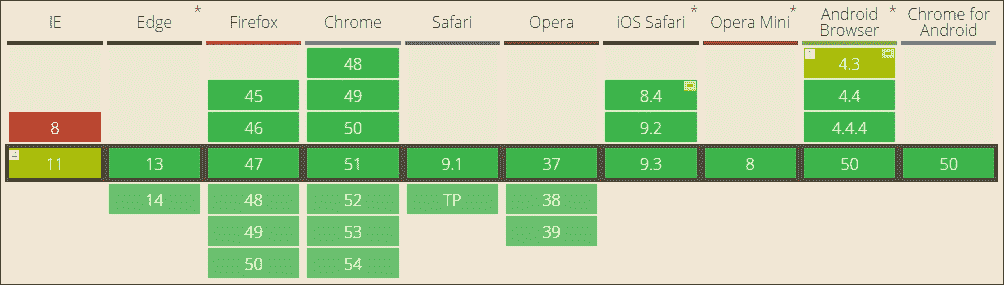 IE Edge * Firefox Chrome Safari Opera iOS Safari * Opera Mini * Android Browser * Chrome for Android
48 4.3
45 49 8.4 4.4
8 46 50 9.2 4.4.4
11 13 47 51 9.1 37 9.3 8 50 50
14 48 52 TP 38
49 53 39
50 54